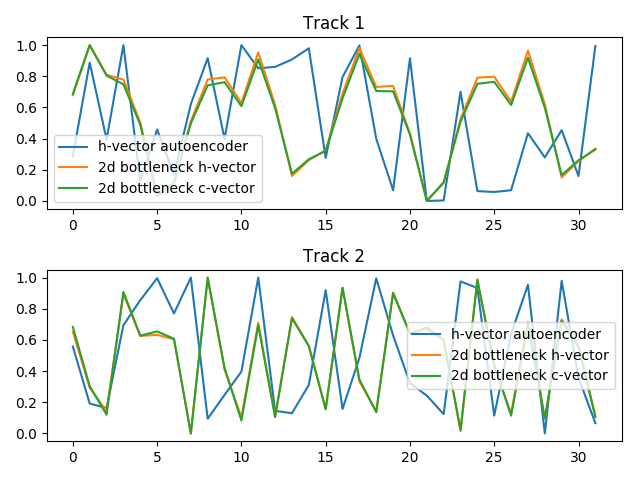 Track 1
1.0
0.8
0.6
0.4
0.2
0.0
h-vector autoencoder
2d bottleneck h-vector
2d bottleneck c-vector
0 5 10 15 20 25 30
Track 2
1.0
0.8
0.6
0.4
0.2
0.0
h-vector autoencoder
2d bottleneck h-vector
2d bottleneck c-vector
0 5 10 15 20 25 30